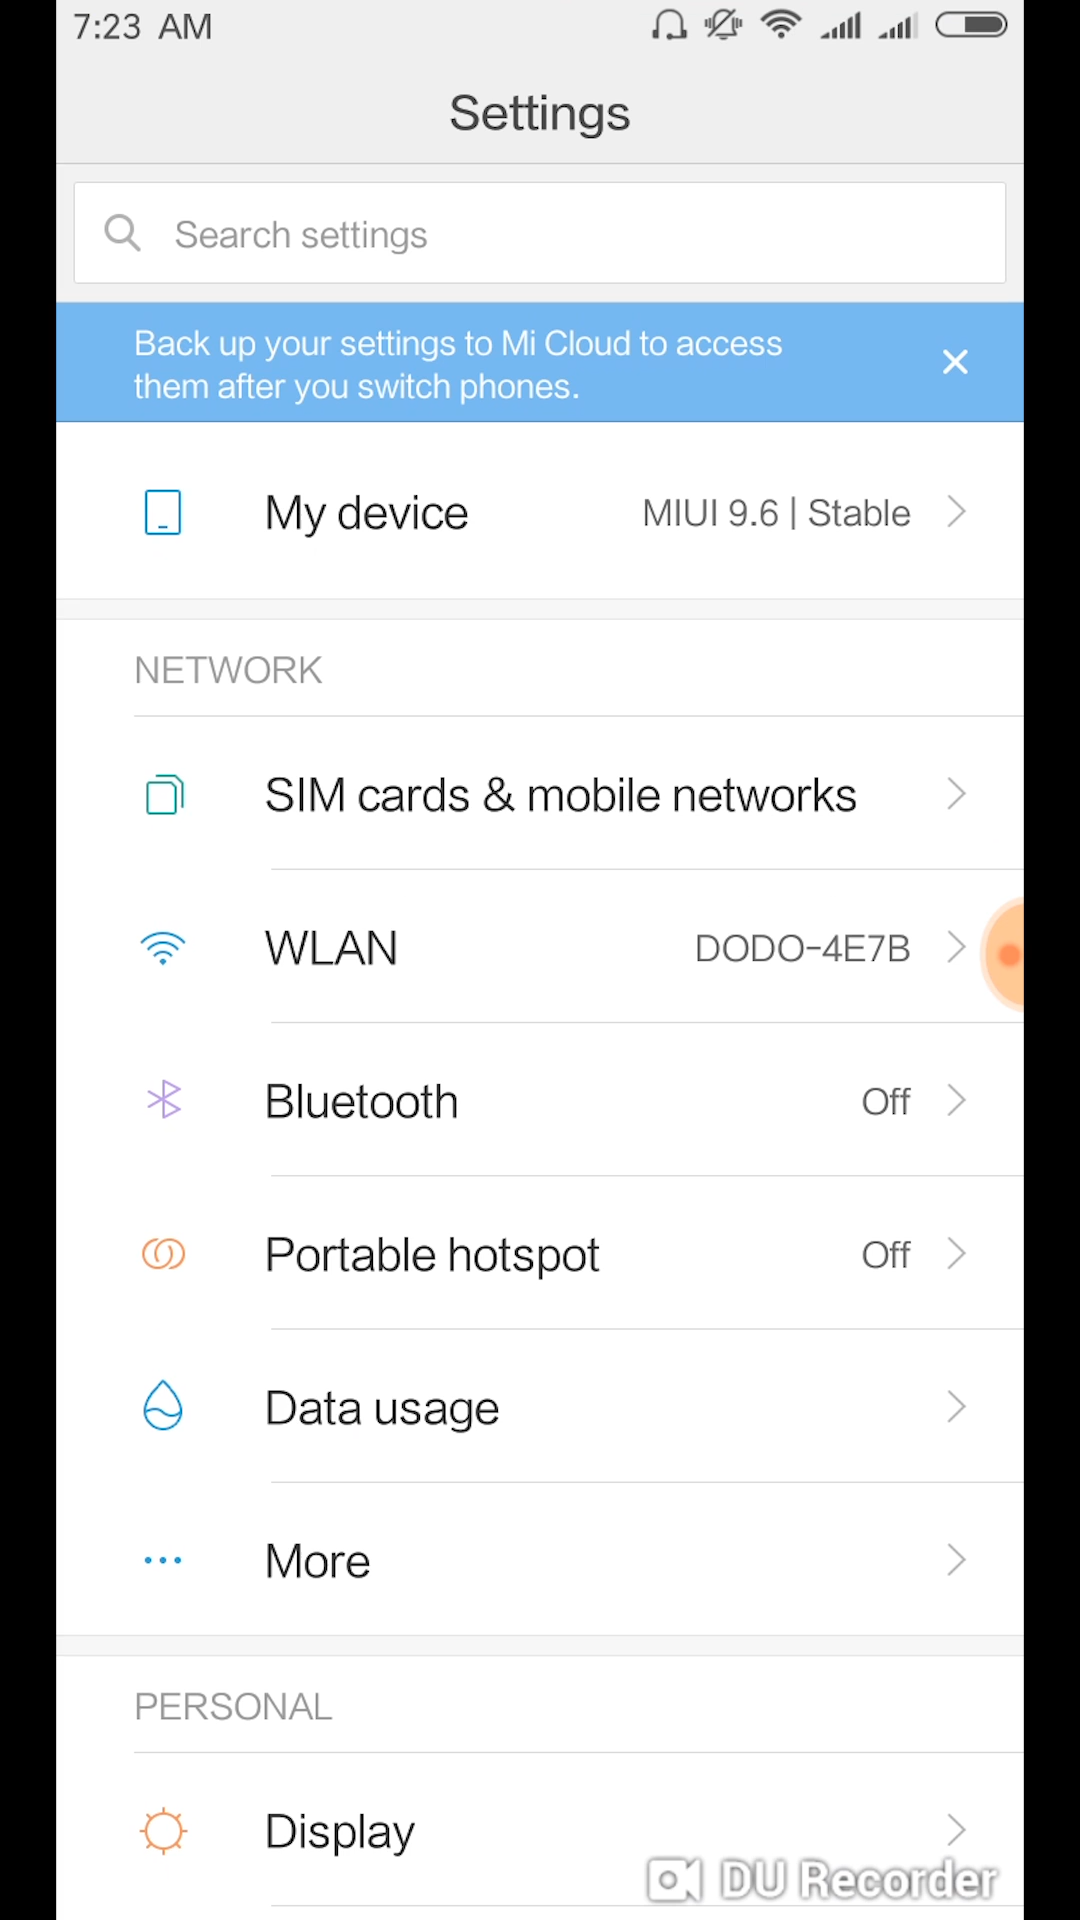 7:23 AM
Settings
Search settings
Back up your settings to Mi Cloud to access
them after you switch phones.
My device MIUI 9.6 | Stable
NETWORK
SIM cards & mobile networks
WLAN DODO-4E7B
Bluetooth Off
Portable hotspot Off
Data usage
More
PERSONAL
Display
DU Recorder